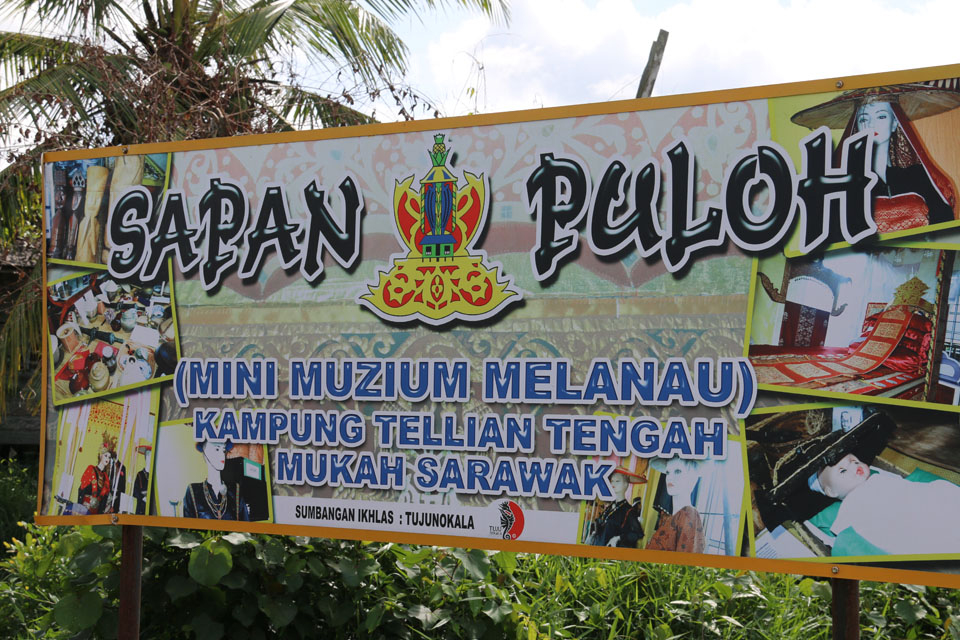 SAPAN PULOH
(MINI MUZIUM MELANAU)
KAMPUNG TELLIAN TENGAH
MUKAH SARAWAK
SUMBANGAN IKHLAS : TUJUNOKALA